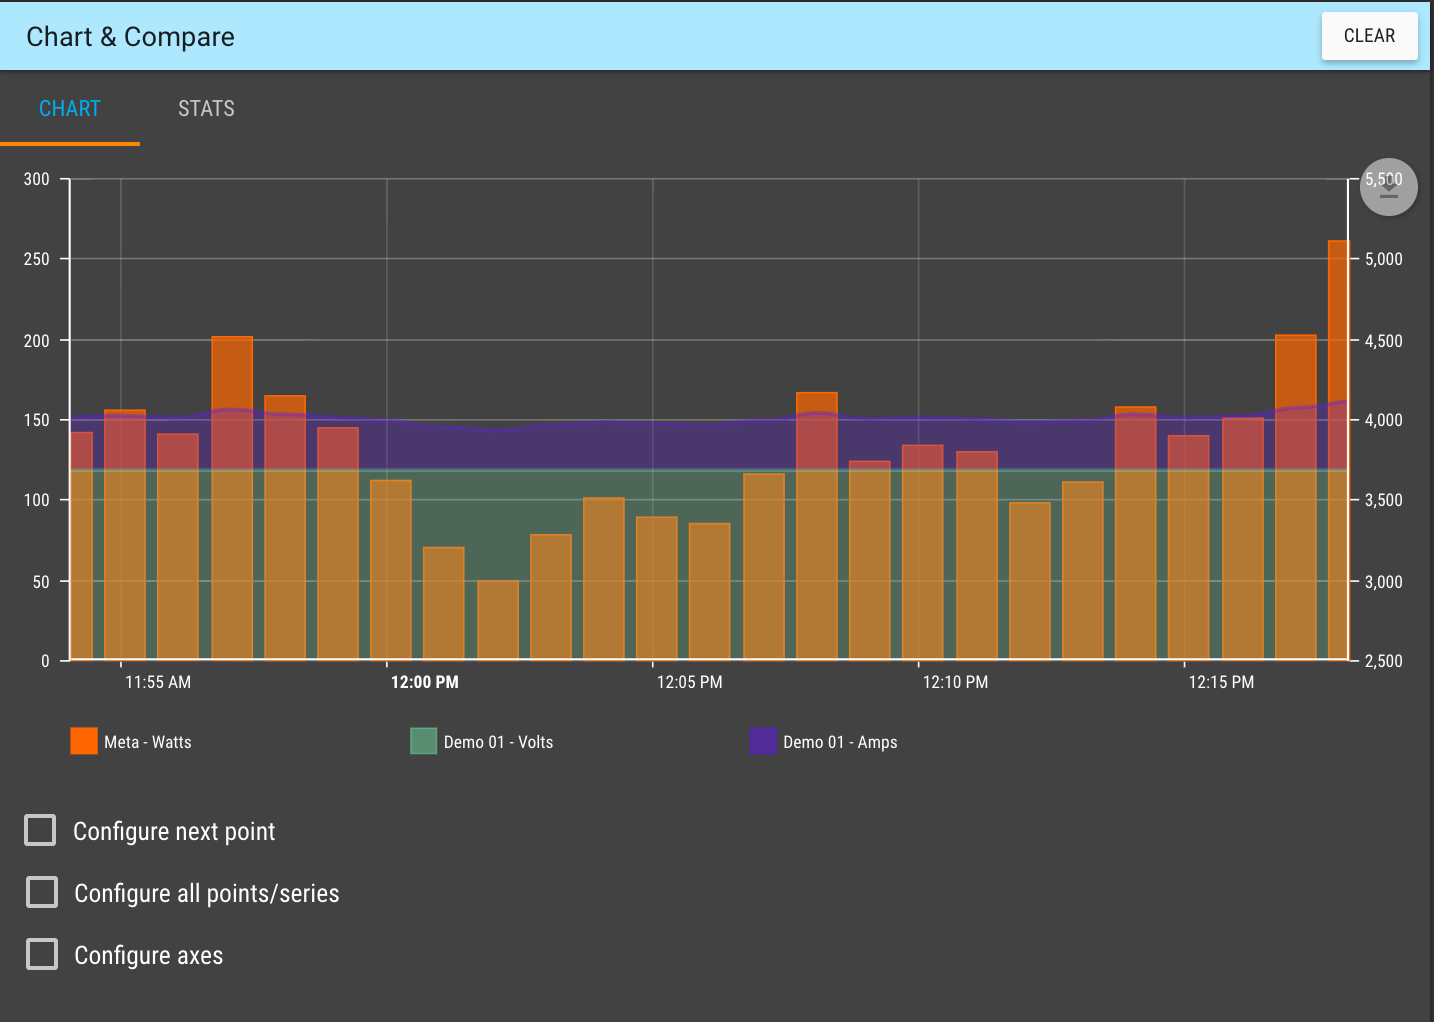 Chart & Compare
CLEAR
CHART
STATS
300
250
200
150
100
50
0
5,500
5,000
4,500
4,000
3,500
3,000
2,500
11:55 AM
12:00 PM
12:05 PM
12:10 PM
12:15 PM
Meta - Watts
Demo 01 - Volts
Demo 01 - Amps
Configure next point
Configure all points/series
Configure axes